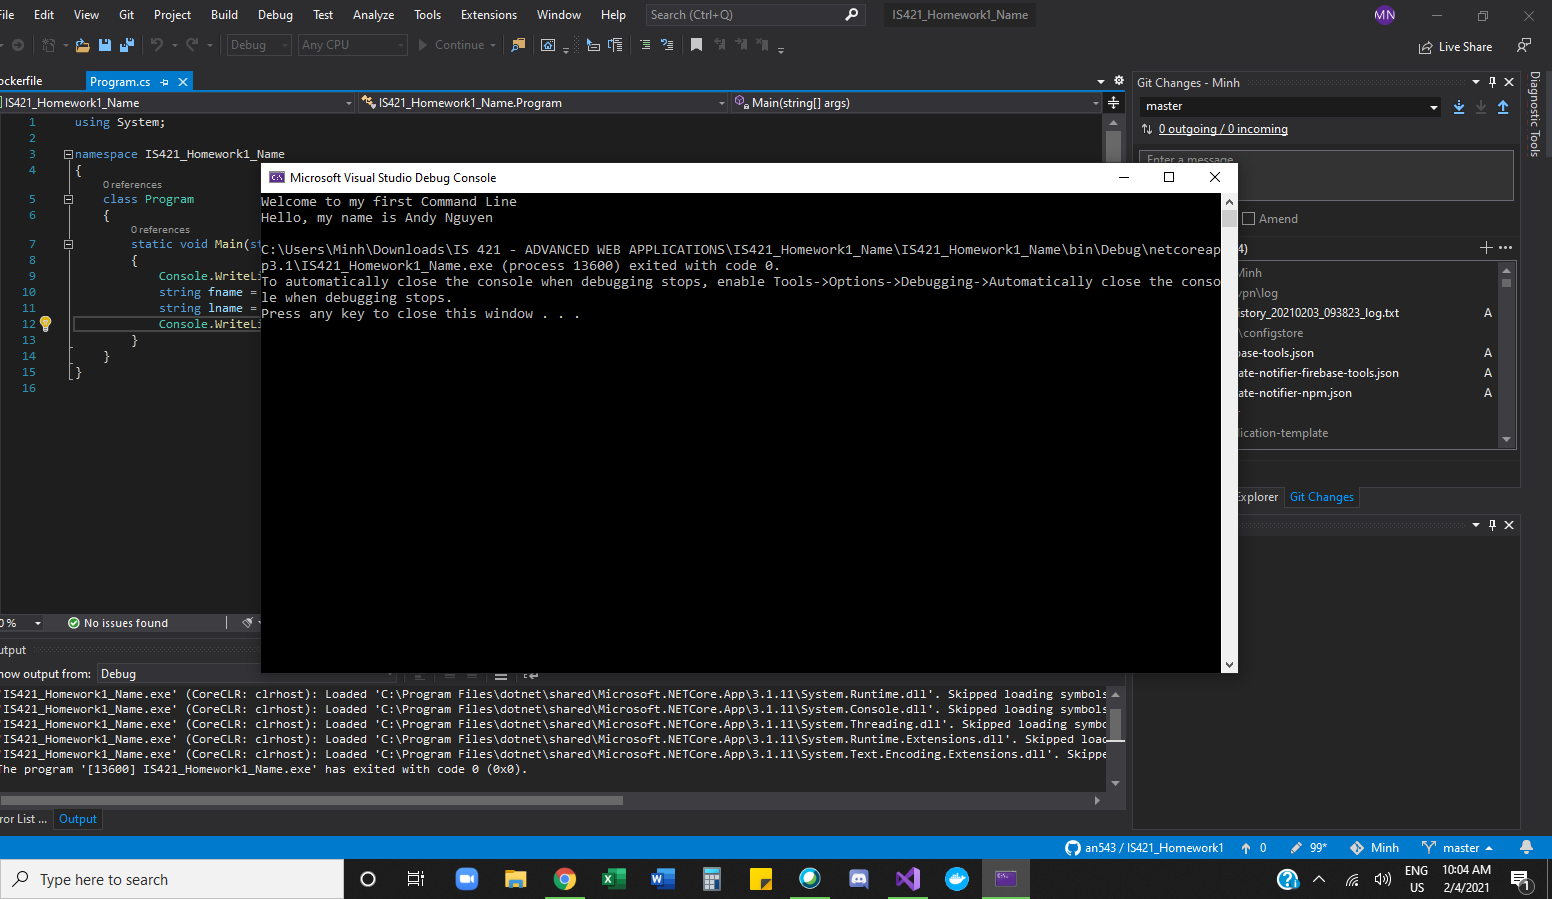 File Edit View Git Project Build Debug Test Analyze Tools Extensions Window Help Search (Ctrl+Q) IS421_Homework1_Name MN
Debug Any CPU Continue Live Share
ockerfile Program.cs
IS421_Homework1_Name IS421_Homework1_Name.Program Main(string[] args)
1 using System;
2
3 namespace IS421_Homework1_Name
4 {
0 references
5 class Program
6 {
0 references
7 static void Main(st
8 {
9 Console.WriteLi
10 string fname =
11 string lname =
12 Console.WriteLi
13 }
14 }
15 }
16
0 % No issues found
Microsoft Visual Studio Debug Console
Welcome to my first Command Line
Hello, my name is Andy Nguyen
C:\Users\Minh\Downloads\IS 421 - ADVANCED WEB APPLICATIONS\IS421_Homework1_Name\IS421_Homework1_Name\bin\Debug\netcoreap
p3.1\IS421_Homework1_Name.exe (process 13600) exited with code 0.
To automatically close the console when debugging stops, enable Tools->Options->Debugging->Automatically close the conso
le when debugging stops.
Press any key to close this window . . .
Git Changes - Minh
master
0 outgoing / 0 incoming
Enter a message
Amend
4)
Minh
vpn\log
istory_20210203_093823_log.txt A
\configstore
base-tools.json A
ate-notifier-firebase-tools.json A
ate-notifier-npm.json A
lication-template
Explorer Git Changes
Diagnostic Tools
utput
how output from: Debug
'IS421_Homework1_Name.exe' (CoreCLR: clrhost): Loaded 'C:\Program Files\dotnet\shared\Microsoft.NETCore.App\3.1.11\System.Runtime.dll'. Skipped loading symbols
'IS421_Homework1_Name.exe' (CoreCLR: clrhost): Loaded 'C:\Program Files\dotnet\shared\Microsoft.NETCore.App\3.1.11\System.Console.dll'. Skipped loading symbols
'IS421_Homework1_Name.exe' (CoreCLR: clrhost): Loaded 'C:\Program Files\dotnet\shared\Microsoft.NETCore.App\3.1.11\System.Threading.dll'. Skipped loading symbo
'IS421_Homework1_Name.exe' (CoreCLR: clrhost): Loaded 'C:\Program Files\dotnet\shared\Microsoft.NETCore.App\3.1.11\System.Runtime.Extensions.dll'. Skipped load
'IS421_Homework1_Name.exe' (CoreCLR: clrhost): Loaded 'C:\Program Files\dotnet\shared\Microsoft.NETCore.App\3.1.11\System.Text.Encoding.Extensions.dll'. Skippe
The program '[13600] IS421_Homework1_Name.exe' has exited with code 0 (0x0).
ror List ... Output
an543 / IS421_Homework1 0 99* Minh master
Type here to search
ENG
US
10:04 AM
2/4/2021
1